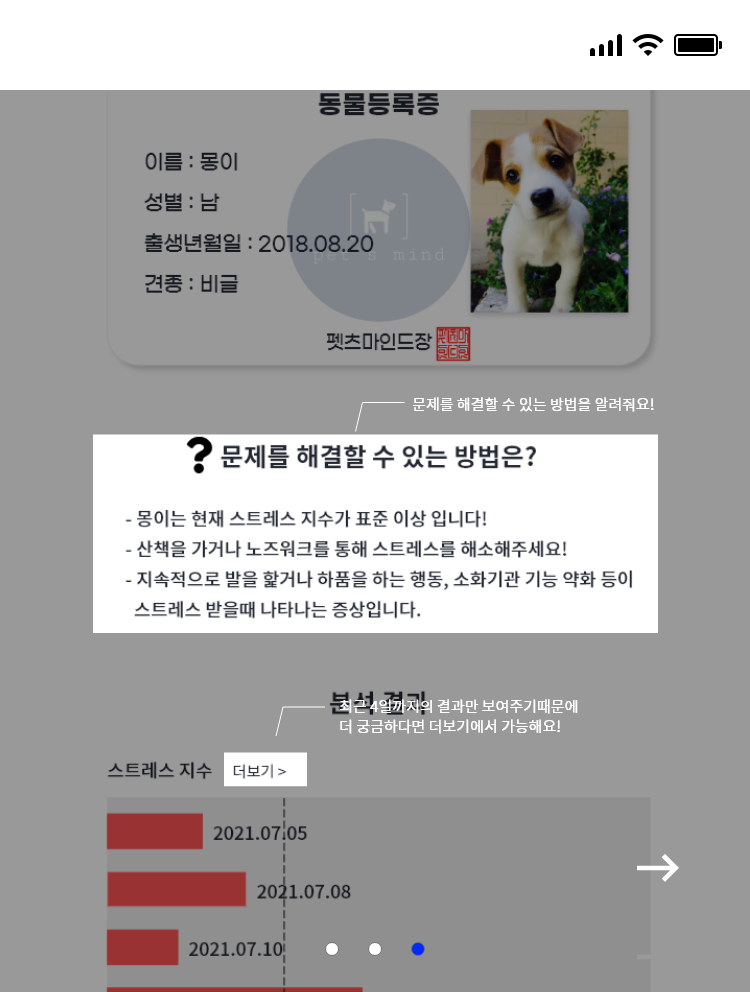 동물등록증
이름 : 몽이
성별 : 남
출생년월일 : 2018.08.20
견종 : 비글
pet's mind
펫츠마인드장
문제를 해결할 수 있는 방법을 알려줘요!
? 문제를 해결할 수 있는 방법은?
- 몽이는 현재 스트레스 지수가 표준 이상 입니다!
- 산책을 가거나 노즈워크를 통해 스트레스를 해소해주세요!
- 지속적으로 발을 핥거나 하품을 하는 행동, 소화기관 기능 약화 등이
스트레스 받을때 나타나는 증상입니다.
분석 결과
최근 4일까지의 결과만 보여주기때문에
더 궁금하다면 더보기에서 가능해요!
스트레스 지수 더보기 >
2021.07.05
2021.07.08
2021.07.10